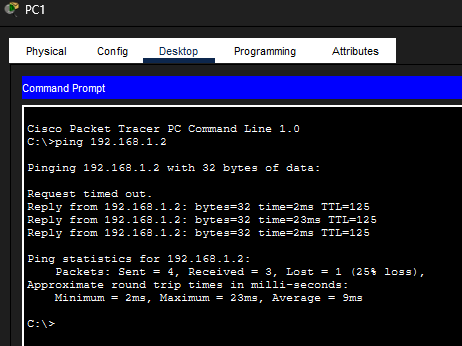 PC1
Physical Config Desktop Programming Attributes
Command Prompt
Cisco Packet Tracer PC Command Line 1.0
C:\>ping 192.168.1.2
Pinging 192.168.1.2 with 32 bytes of data:
Request timed out.
Reply from 192.168.1.2: bytes=32 time=2ms TTL=125
Reply from 192.168.1.2: bytes=32 time=23ms TTL=125
Reply from 192.168.1.2: bytes=32 time=2ms TTL=125
Ping statistics for 192.168.1.2:
Packets: Sent = 4, Received = 3, Lost = 1 (25% loss),
Approximate round trip times in milli-seconds:
Minimum = 2ms, Maximum = 23ms, Average = 9ms
C:\>